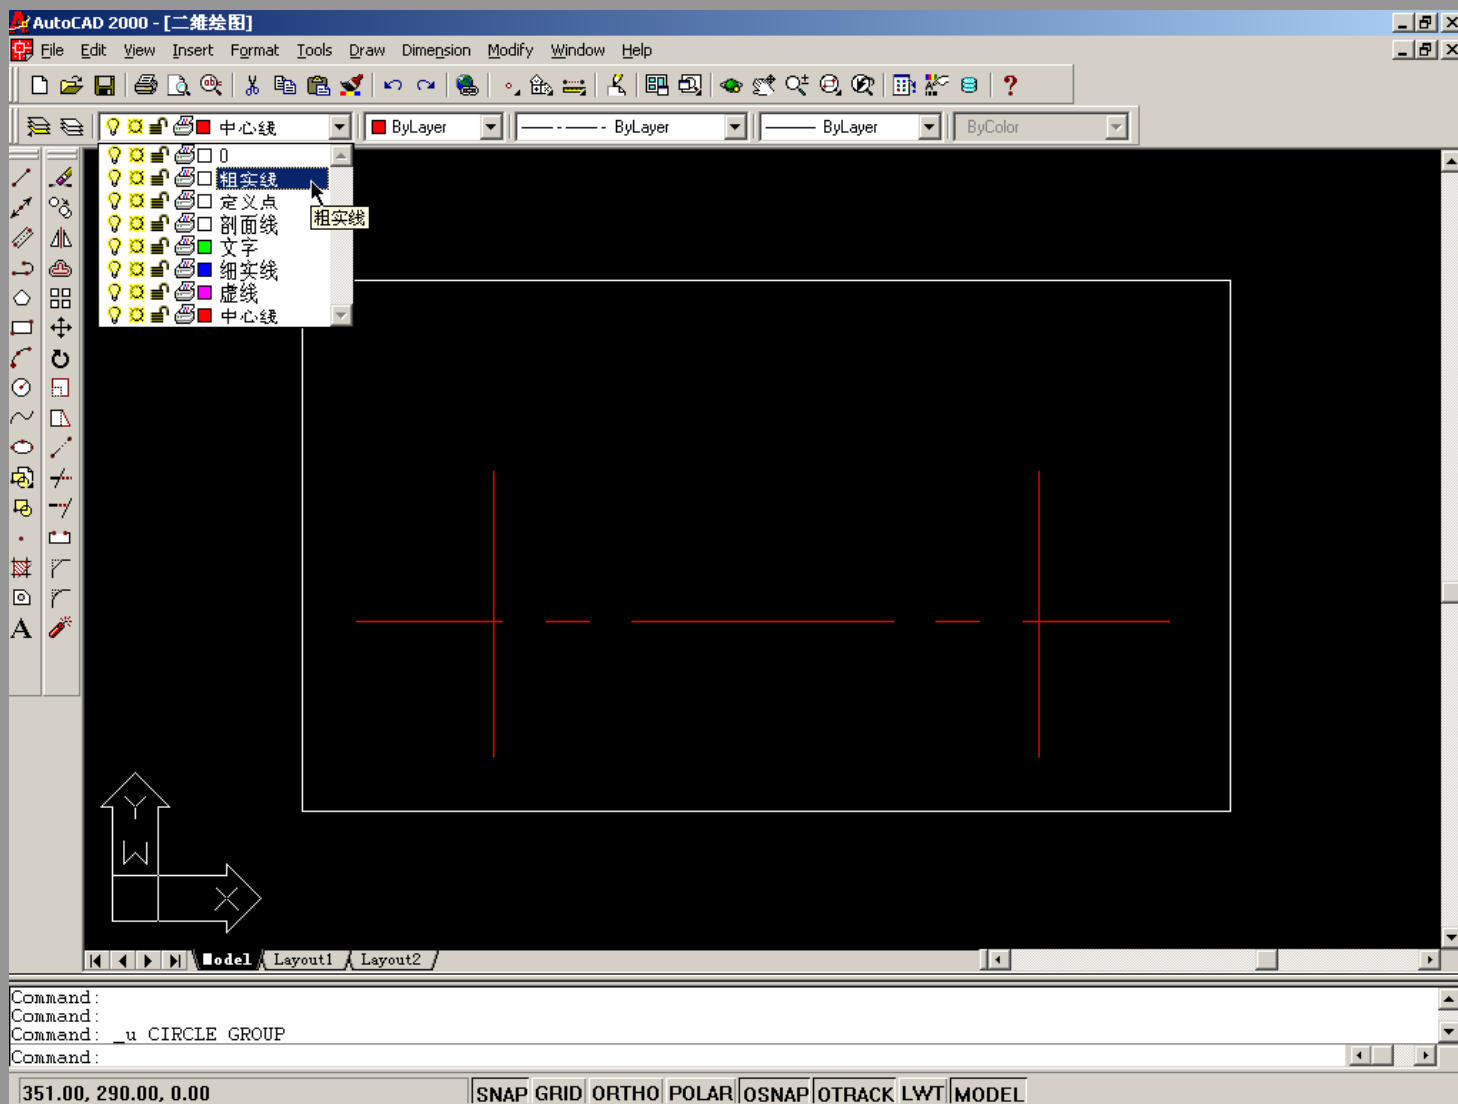 AutoCAD 2000 - [二维绘图]
File Edit View Insert Format Tools Draw Dimension Modify Window Help
中心线 ByLayer ByLayer ByLayer ByColor
0
粗实线
定义点
粗实线
剖面线
文字
细实线
虚线
中心线
Y
W
X
Model Layout1 Layout2
Command:
Command:
Command: _u CIRCLE GROUP
Command:
351.00, 290.00, 0.00 SNAP GRID ORTHO POLAR OSNAP OTRACK LWT MODEL